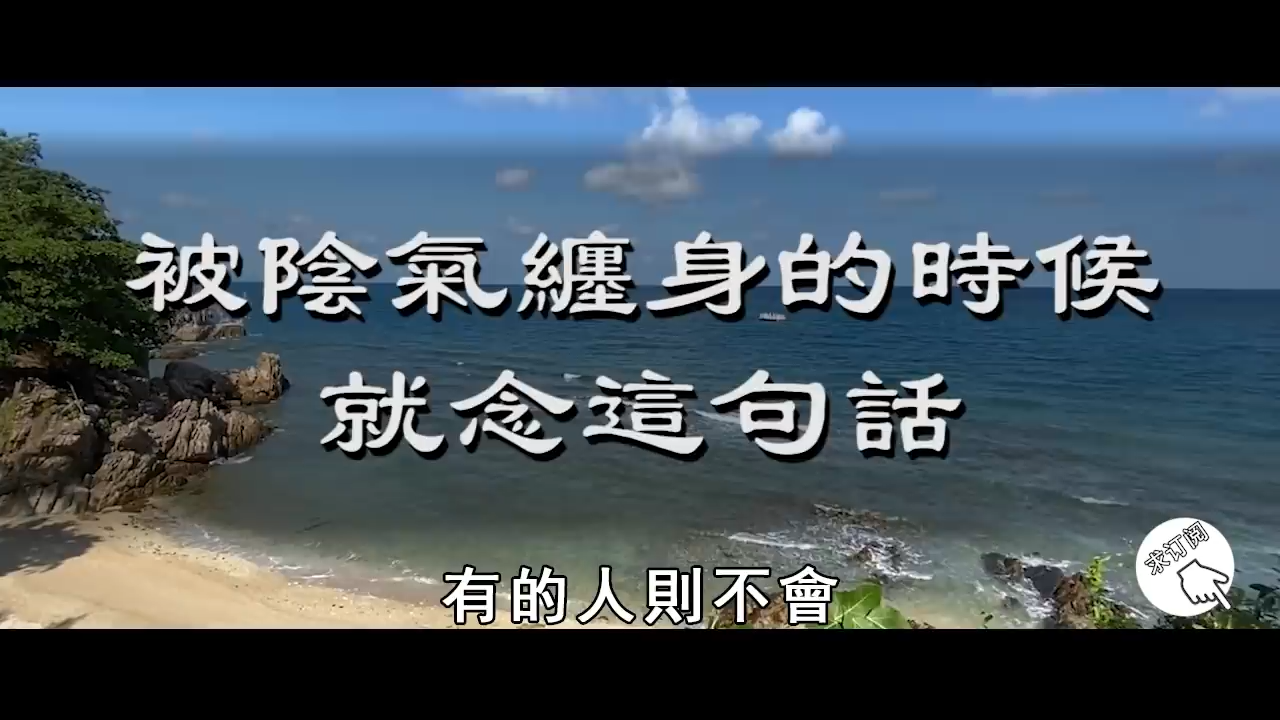 被陰氣纏身的時候
就念這句話
求订阅
有的人則不會